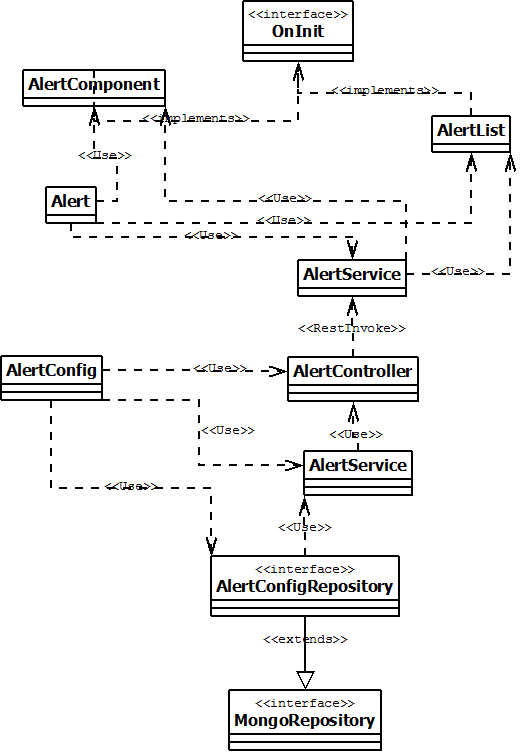 <<interface>>
OnInit
AlertComponent
<<implements>>
<<implements>>
AlertList
<<Use>>
Alert
<<Use>>
<<Use>>
<<Use>>
AlertService
<<Use>>
<<RestInvoke>>
AlertConfig
<<Use>>
AlertController
<<Use>>
<<Use>>
AlertService
<<Use>>
<<Use>>
<<interface>>
AlertConfigRepository
<<extends>>
<<interface>>
MongoRepository